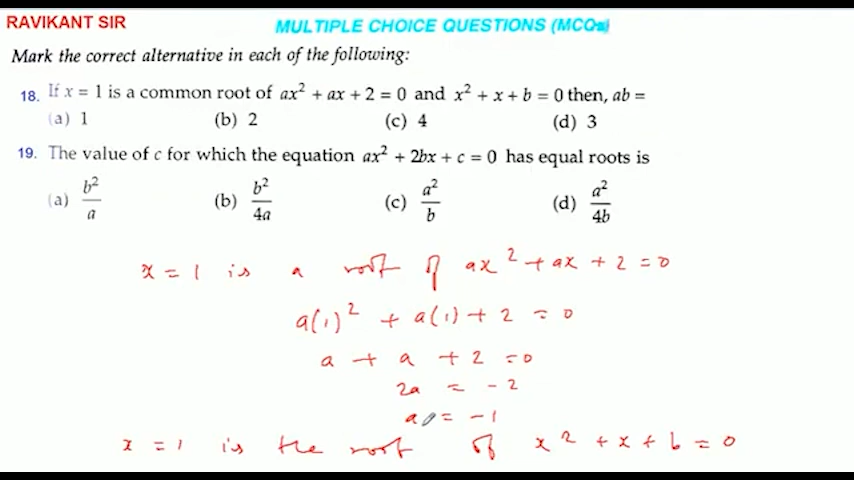 RAVIKANT SIR
MULTIPLE CHOICE QUESTIONS (MCQs)
Mark the correct alternative in each of the following:
18. If x = 1 is a common root of ax² + ax + 2 = 0 and x² + x + b = 0 then, ab =
(a) 1 (b) 2 (c) 4 (d) 3
19. The value of c for which the equation ax² + 2bx + c = 0 has equal roots is
(a) b²/a (b) b²/4a (c) a²/b (d) a²/4b
x = 1 is a root of ax² + ax + 2 = 0
a(1)² + a(1) + 2 = 0
a + a + 2 = 0
2a = -2
a = -1
x = 1 is the root of x² + x + b = 0